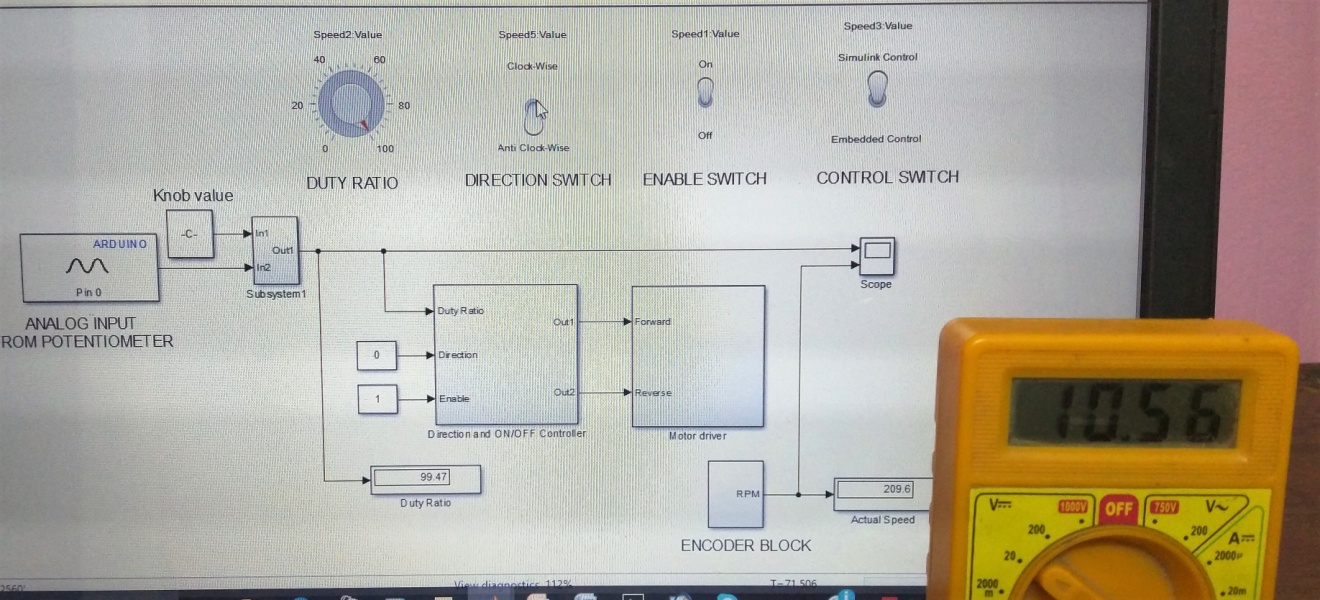 Speed2:Value
Speed5:Value
Speed1:Value
Speed3:Value
Clock-Wise
On
Simulink Control
40
60
20
80
0
100
Anti Clock-Wise
Off
Embedded Control
DUTY RATIO
DIRECTION SWITCH
ENABLE SWITCH
CONTROL SWITCH
Knob value
-C-
ARDUINO
Pin 0
In1
In2
Out1
Subsystem1
Scope
ANALOG INPUT
ROM POTENTIOMETER
Duty Ratio
Direction
Enable
Out1
Out2
0
1
Direction and ON/OFF Controller
Forward
Reverse
Motor driver
99.47
Duty Ratio
RPM
ENCODER BLOCK
209.6
Actual Speed
View diagnostics 112%
T=71.506
10.56
V
1000V
OFF
750V
V~
200
200
A
20
2000µ
2000
m
20m